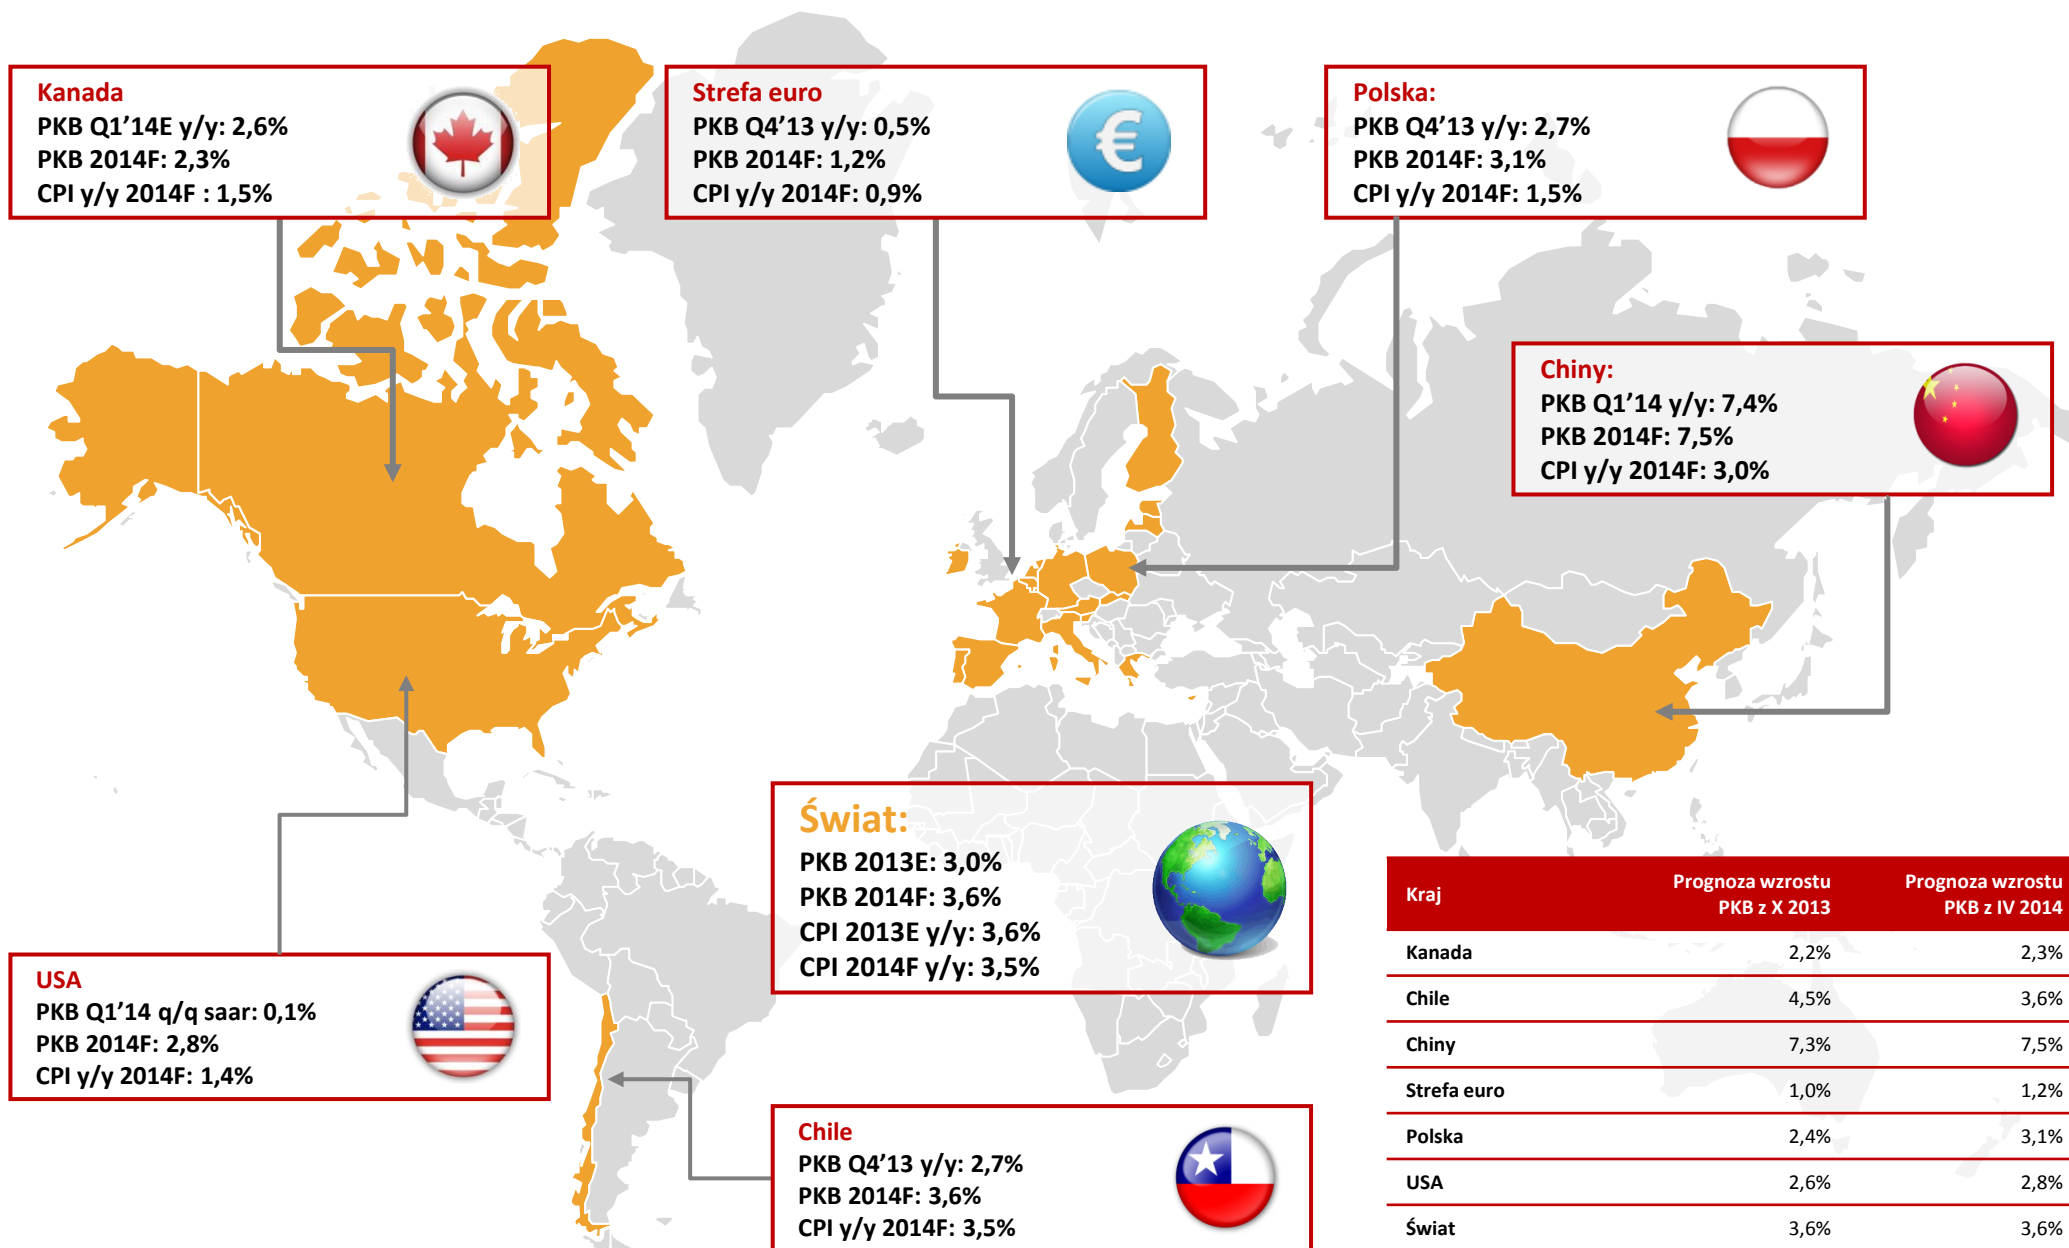 Kanada
PKB Q1’14E y/y: 2,6%
PKB 2014F: 2,3%
CPI y/y 2014F : 1,5%
Strefa euro
PKB Q4’13 y/y: 0,5%
PKB 2014F: 1,2%
CPI y/y 2014F: 0,9%
€
Polska:
PKB Q4’13 y/y: 2,7%
PKB 2014F: 3,1%
CPI y/y 2014F: 1,5%
Chiny:
PKB Q1’14 y/y: 7,4%
PKB 2014F: 7,5%
CPI y/y 2014F: 3,0%
Świat:
PKB 2013E: 3,0%
PKB 2014F: 3,6%
CPI 2013E y/y: 3,6%
CPI 2014F y/y: 3,5%
USA
PKB Q1’14 q/q saar: 0,1%
PKB 2014F: 2,8%
CPI y/y 2014F: 1,4%
Chile
PKB Q4’13 y/y: 2,7%
PKB 2014F: 3,6%
CPI y/y 2014F: 3,5%
Kraj Prognoza wzrostu PKB z X 2013 Prognoza wzrostu PKB z IV 2014
Kanada 2,2% 2,3%
Chile 4,5% 3,6%
Chiny 7,3% 7,5%
Strefa euro 1,0% 1,2%
Polska 2,4% 3,1%
USA 2,6% 2,8%
Świat 3,6% 3,6%